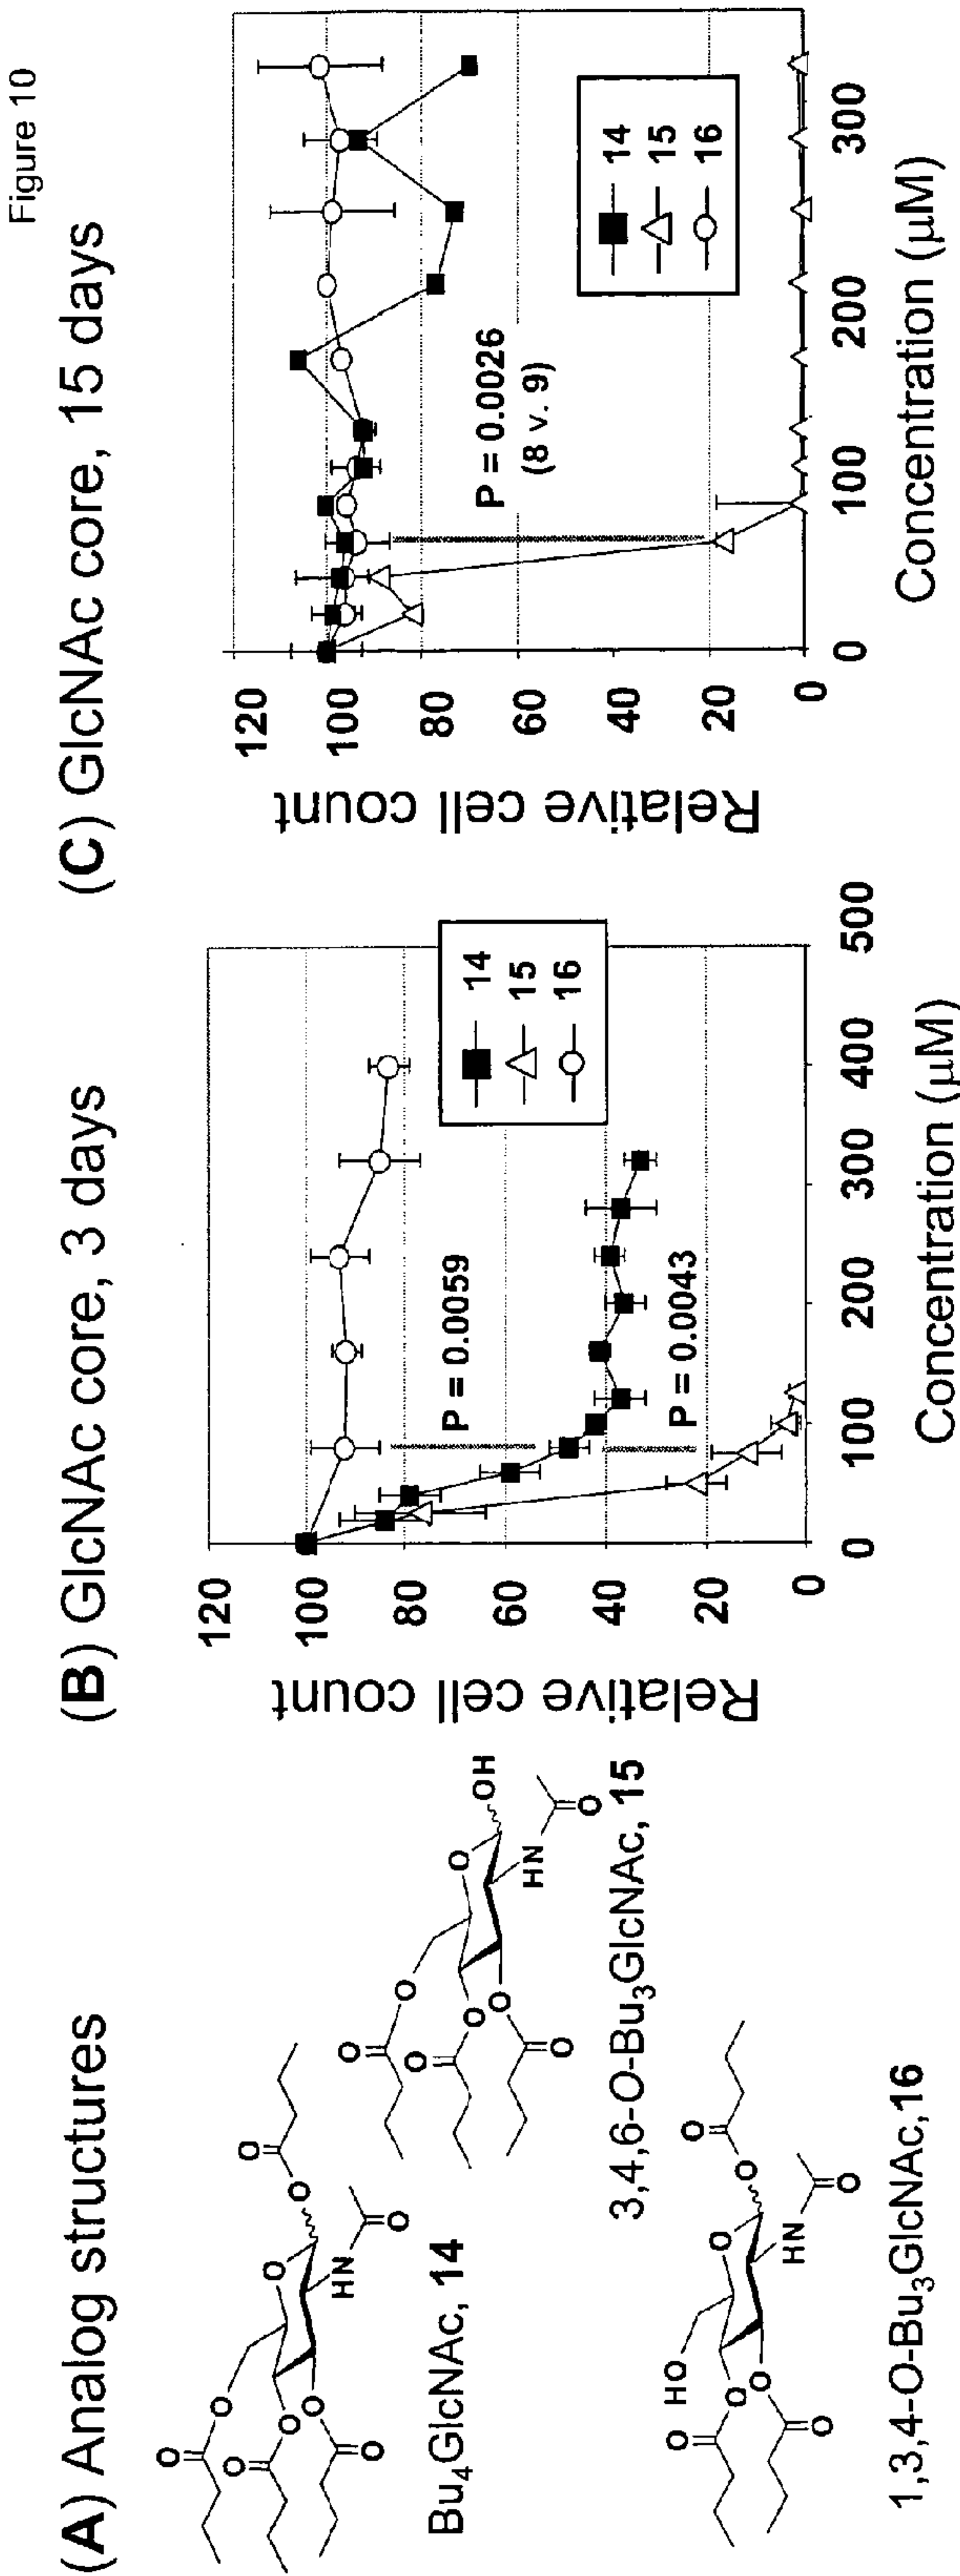 Figure 10
(A) Analog structures
O
O
O
O
O
O
O
O
O
HN
O
O
Bu4GlcNAc, 14
O
O
O
O
O
O
O
HN
OH
O
3,4,6-O-Bu3GlcNAc, 15
HO
O
O
O
O
O
O
O
HN
O
1,3,4-O-Bu3GlcNAc,16
(B) GlcNAc core, 3 days
Relative cell count
120
100
80
60
40
20
0
P = 0.0059
P = 0.0043
14
15
16
0
100
200
300
400
500
Concentration (µM)
(C) GlcNAc core, 15 days
Relative cell count
120
100
80
60
40
20
0
P = 0.0026
(8 v. 9)
14
15
16
0
100
200
300
Concentration (µM)